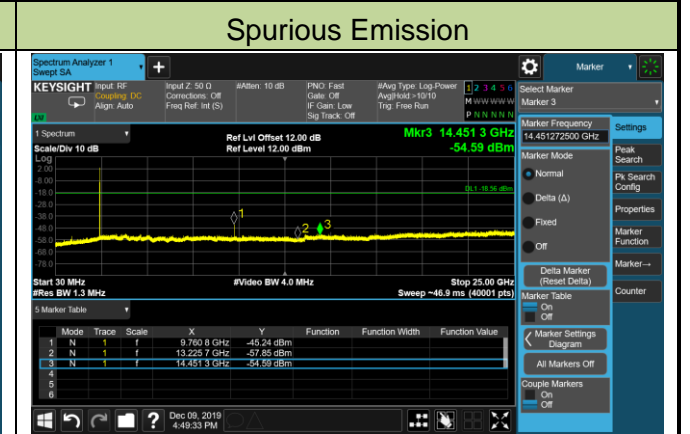 Spurious Emission
Spectrum Analyzer 1
Swept SA
Marker
KEYSIGHT
Input: RF
Coupling: DC
Align: Auto
Input Z: 50 Ω
Corrections: Off
Freq Ref: Int (S)
#Atten: 10 dB
PNO: Fast
Gate: Off
IF Gain: Low
Sig Track: Off
#Avg Type: Log-Power
Avg|Hold:>10/10
Trig: Free Run
1 2 3 4 5 6
M W W W W W
P N N N N N
Select Marker
Marker 3
Marker Frequency
14.451272500 GHz
Settings
1 Spectrum
Scale/Div 10 dB
Log
Ref Lvl Offset 12.00 dB
Ref Level 12.00 dBm
Mkr3 14.451 3 GHz
-54.59 dBm
2.00
-8.00
-18.0
-28.0
-38.0
-48.0
-58.0
-68.0
-78.0
DL1 -18.56 dBm
1
2
3
Start 30 MHz
#Res BW 1.3 MHz
#Video BW 4.0 MHz
Stop 25.00 GHz
Sweep ~46.9 ms (40001 pts)
Marker Mode
Normal
Delta (Δ)
Fixed
Off
Peak Search
Pk Search Config
Properties
Marker Function
Marker→
Counter
Delta Marker
(Reset Delta)
Marker Table
On
Off
Marker Settings
Diagram
All Markers Off
Couple Markers
On
Off
5 Marker Table
Mode Trace Scale X Y Function Function Width Function Value
1 N 1 f 9.760 8 GHz -45.24 dBm
2 N 1 f 13.225 7 GHz -57.85 dBm
3 N 1 f 14.451 3 GHz -54.59 dBm
4
5
6
?
Dec 09, 2019
4:49:33 PM